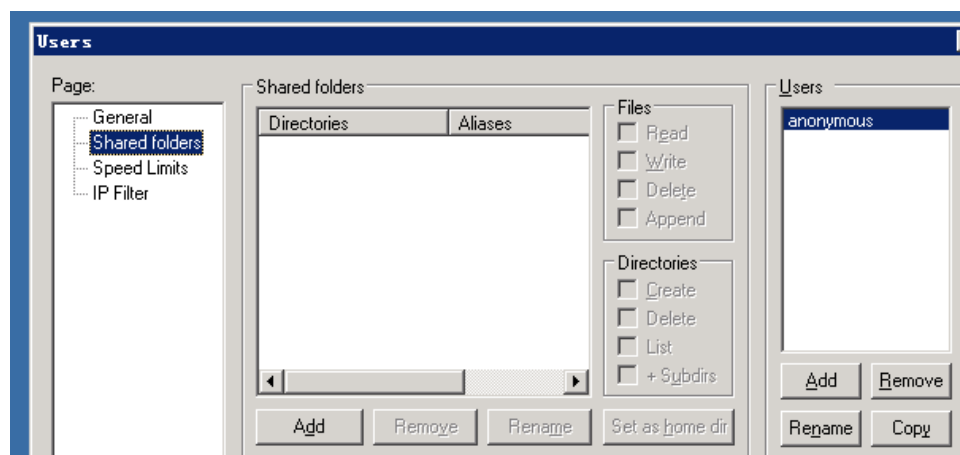 Users
Page:
General
Shared folders
Speed Limits
IP Filter
Shared folders
Directories Aliases
Files
Read
Write
Delete
Append
Directories
Create
Delete
List
+ Subdirs
Add Remove Rename Set as home dir
Users
anonymous
Add Remove
Rename Copy